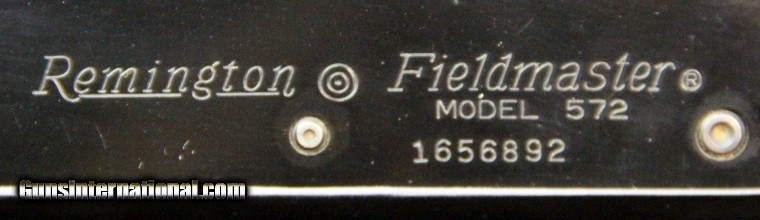 Remington Fieldmaster®
MODEL 572
1656892
GunsInternational.com